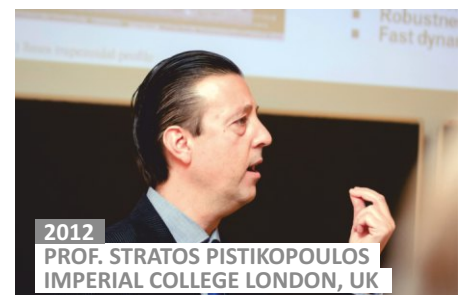 ▪ Robustne
▪ Fast dyna
2012
PROF. STRATOS PISTIKOPOULOS
IMPERIAL COLLEGE LONDON, UK